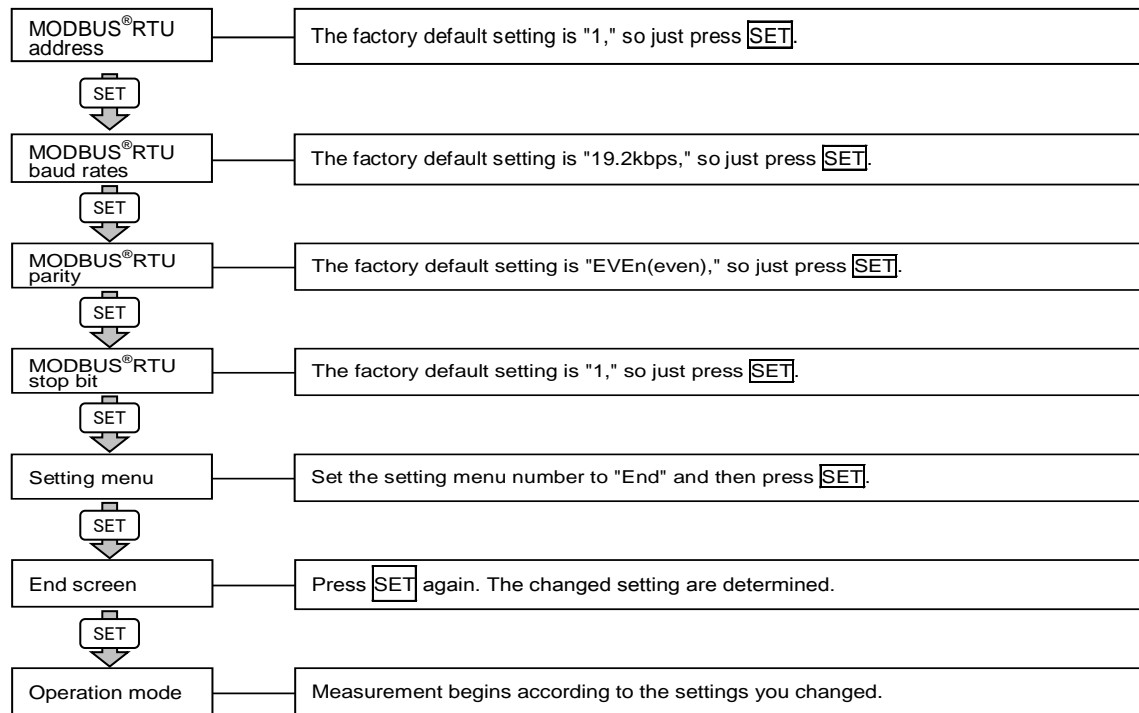 MODBUS®RTU
address
The factory default setting is "1," so just press SET.
SET
MODBUS®RTU
baud rates
The factory default setting is "19.2kbps," so just press SET.
SET
MODBUS®RTU
parity
The factory default setting is "EVEn(even)," so just press SET.
SET
MODBUS®RTU
stop bit
The factory default setting is "1," so just press SET.
SET
Setting menu
Set the setting menu number to "End" and then press SET.
SET
End screen
Press SET again. The changed setting are determined.
SET
Operation mode
Measurement begins according to the settings you changed.